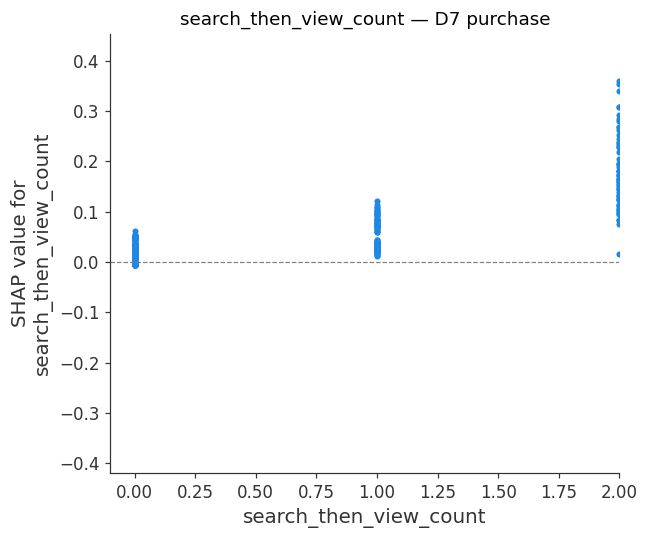 search_then_view_count — D7 purchase
0.4
0.3
0.2
0.1
0.0
−0.1
−0.2
−0.3
−0.4
SHAP value for
search_then_view_count
0.00 0.25 0.50 0.75 1.00 1.25 1.50 1.75 2.00
search_then_view_count